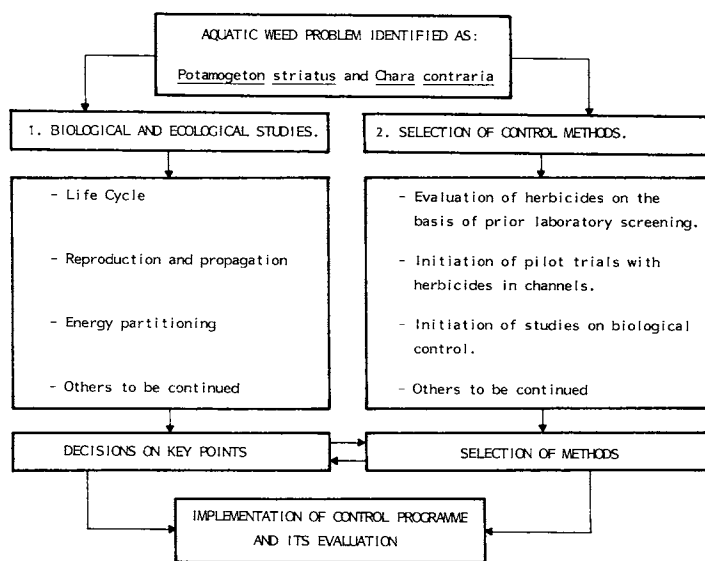 AQUATIC WEED PROBLEM IDENTIFIED AS:
Potamogeton striatus and Chara contraria
1. BIOLOGICAL AND ECOLOGICAL STUDIES.
2. SELECTION OF CONTROL METHODS.
- Life Cycle
- Reproduction and propagation
- Energy partitioning
- Others to be continued
- Evaluation of herbicides on the
basis of prior laboratory screening.
- Initiation of pilot trials with
herbicides in channels.
- Initiation of studies on biological
control.
- Others to be continued
DECISIONS ON KEY POINTS
SELECTION OF METHODS
IMPLEMENTATION OF CONTROL PROGRAMME
AND ITS EVALUATION